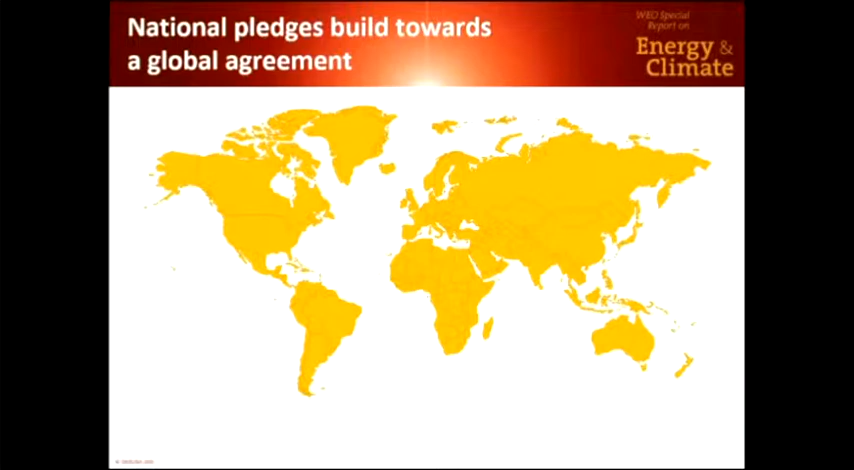 National pledges build towards
a global agreement
WEO Special
Report on
Energy &
Climate